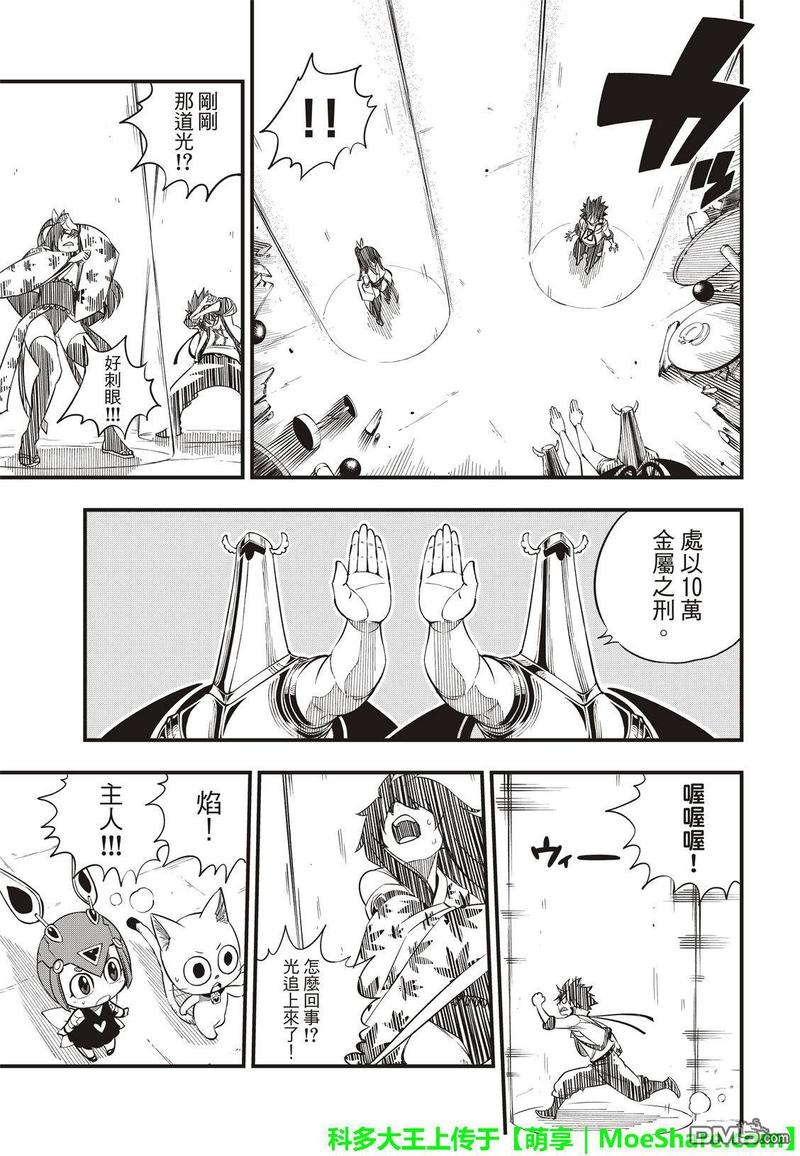 カ
!!
剛剛
那道光!?
好刺眼!!!
處以10萬
金屬之刑。
喔喔喔!
ウィーー
怎麼回事!?
光追上來了!
焰!
主人!!!
科多大王上传于【萌享|MoeShare.com】